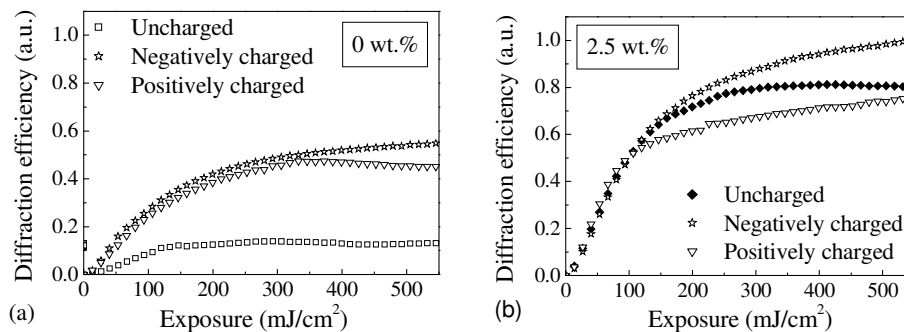 Diffraction efficiency (a.u.)
1.0
0.8
0.6
0.4
0.2
0.0
Uncharged
Negatively charged
Positively charged
0 wt.%
0 100 200 300 400 500
Exposure (mJ/cm²)
(a)
Diffraction efficiency (a.u.)
1.0
0.8
0.6
0.4
0.2
0.0
2.5 wt.%
Uncharged
Negatively charged
Positively charged
0 100 200 300 400 500
Exposure (mJ/cm²)
(b)